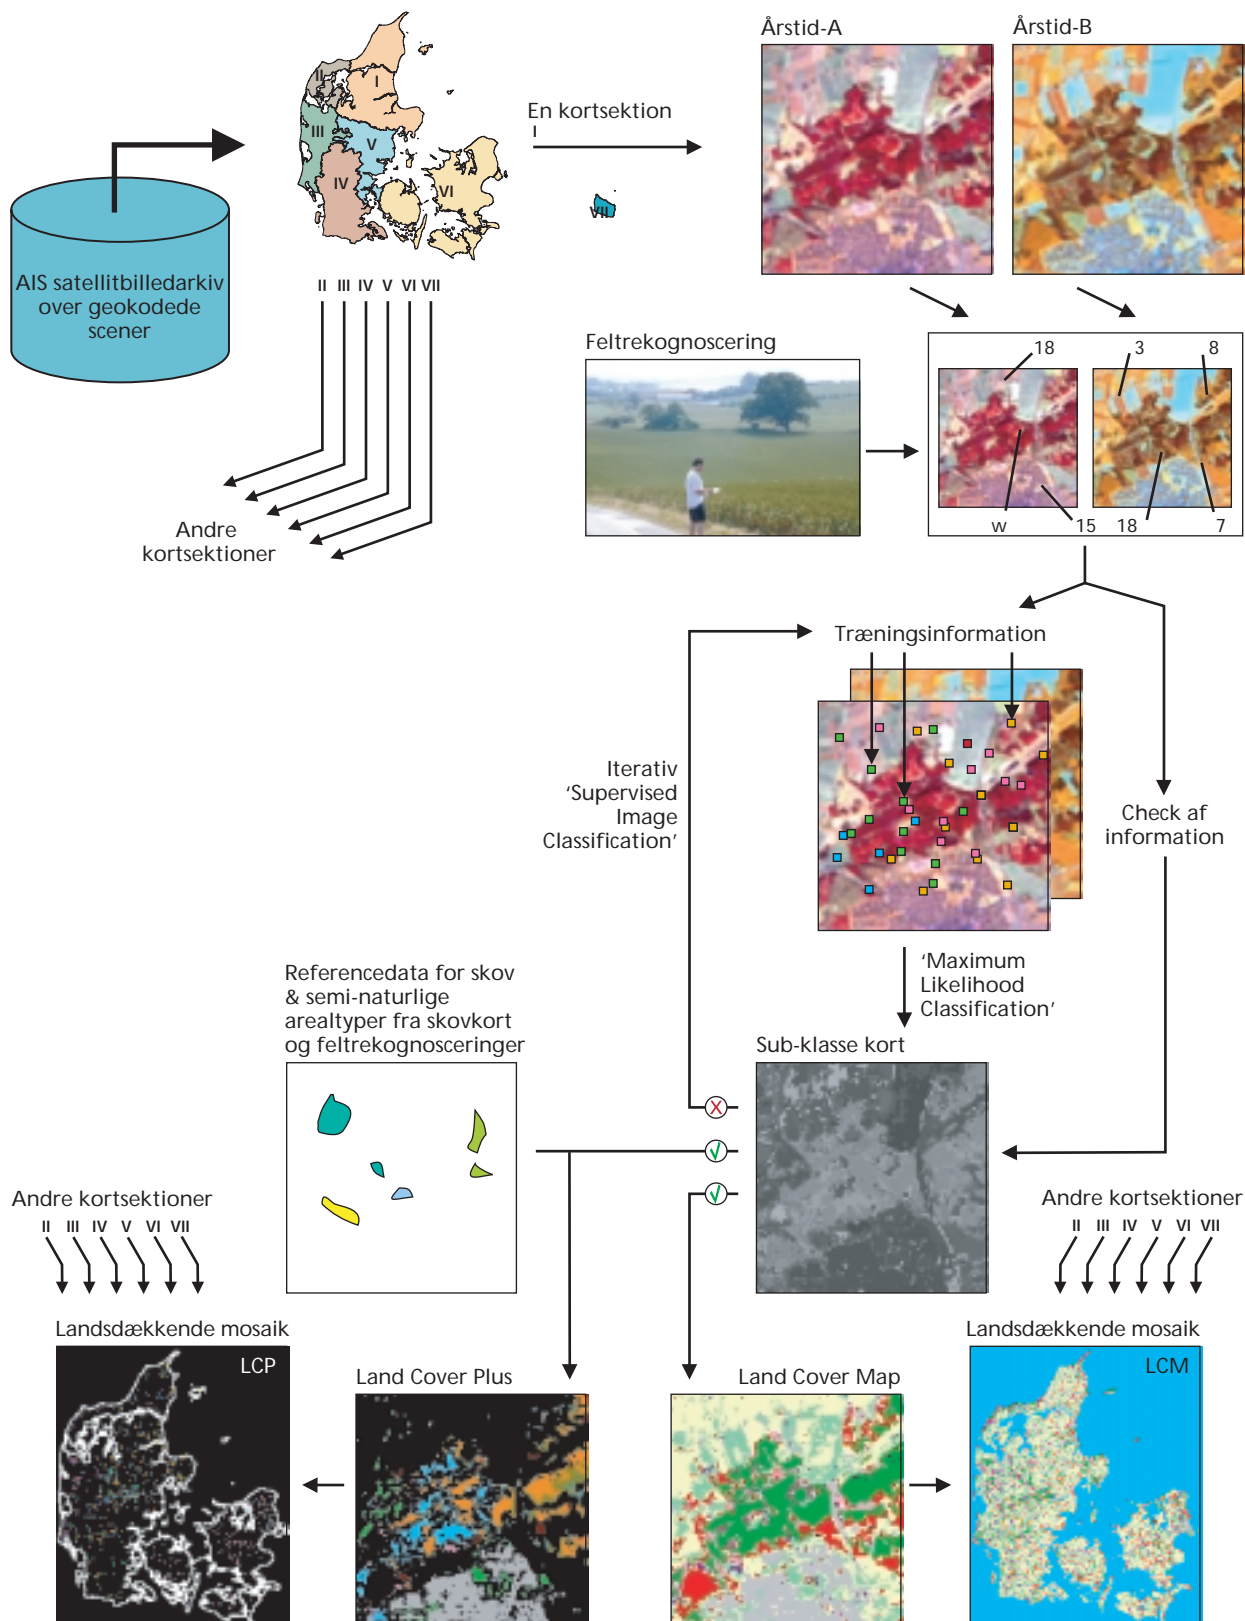 Årstid-A
Årstid-B
II
I
III
V
IV
VI
VII
En kortsektion
I
AIS satellitbilledarkiv
over geokodede
scener
II III IV V VI VII
Andre
kortsektioner
Feltrekognoscering
18
3
8
w
15
18
7
Træningsinformation
Iterativ
‘Supervised
Image
Classification’
Check af
information
‘Maximum
Likelihood
Classification’
Referencedata for skov
& semi-naturlige
arealtyper fra skovkort
og feltrekognosceringer
Sub-klasse kort
X
√
√
Andre kortsektioner
II III IV V VI VII
Andre kortsektioner
II III IV V VI VII
Landsdækkende mosaik
LCP
Land Cover Plus
Land Cover Map
Landsdækkende mosaik
LCM